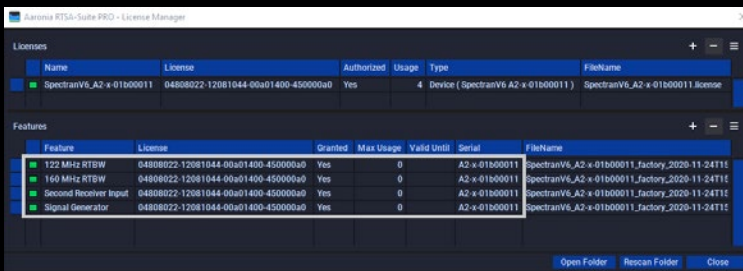 Aaronia RTSA-Suite PRO - License Manager
Licenses
Name License Authorized Usage Type FileName
SpectranV6_A2-x-01b00011 04808022-12081044-00a01400-450000a0 Yes 4 Device ( SpectranV6 A2-x-01b00011 ) SpectranV6_A2-x-01b00011.license
Features
Feature License Granted Max Usage Valid Until Serial FileName
122 MHz RTBW 04808022-12081044-00a01400-450000a0 Yes 0 A2-x-01b00011 SpectranV6_A2-x-01b00011_factory_2020-11-24T15
160 MHz RTBW 04808022-12081044-00a01400-450000a0 Yes 0 A2-x-01b00011 SpectranV6_A2-x-01b00011_factory_2020-11-24T15
Second Receiver Input 04808022-12081044-00a01400-450000a0 Yes 0 A2-x-01b00011 SpectranV6_A2-x-01b00011_factory_2020-11-24T15
Signal Generator 04808022-12081044-00a01400-450000a0 Yes 0 A2-x-01b00011 SpectranV6_A2-x-01b00011_factory_2020-11-24T15
Open Folder Rescan Folder Close